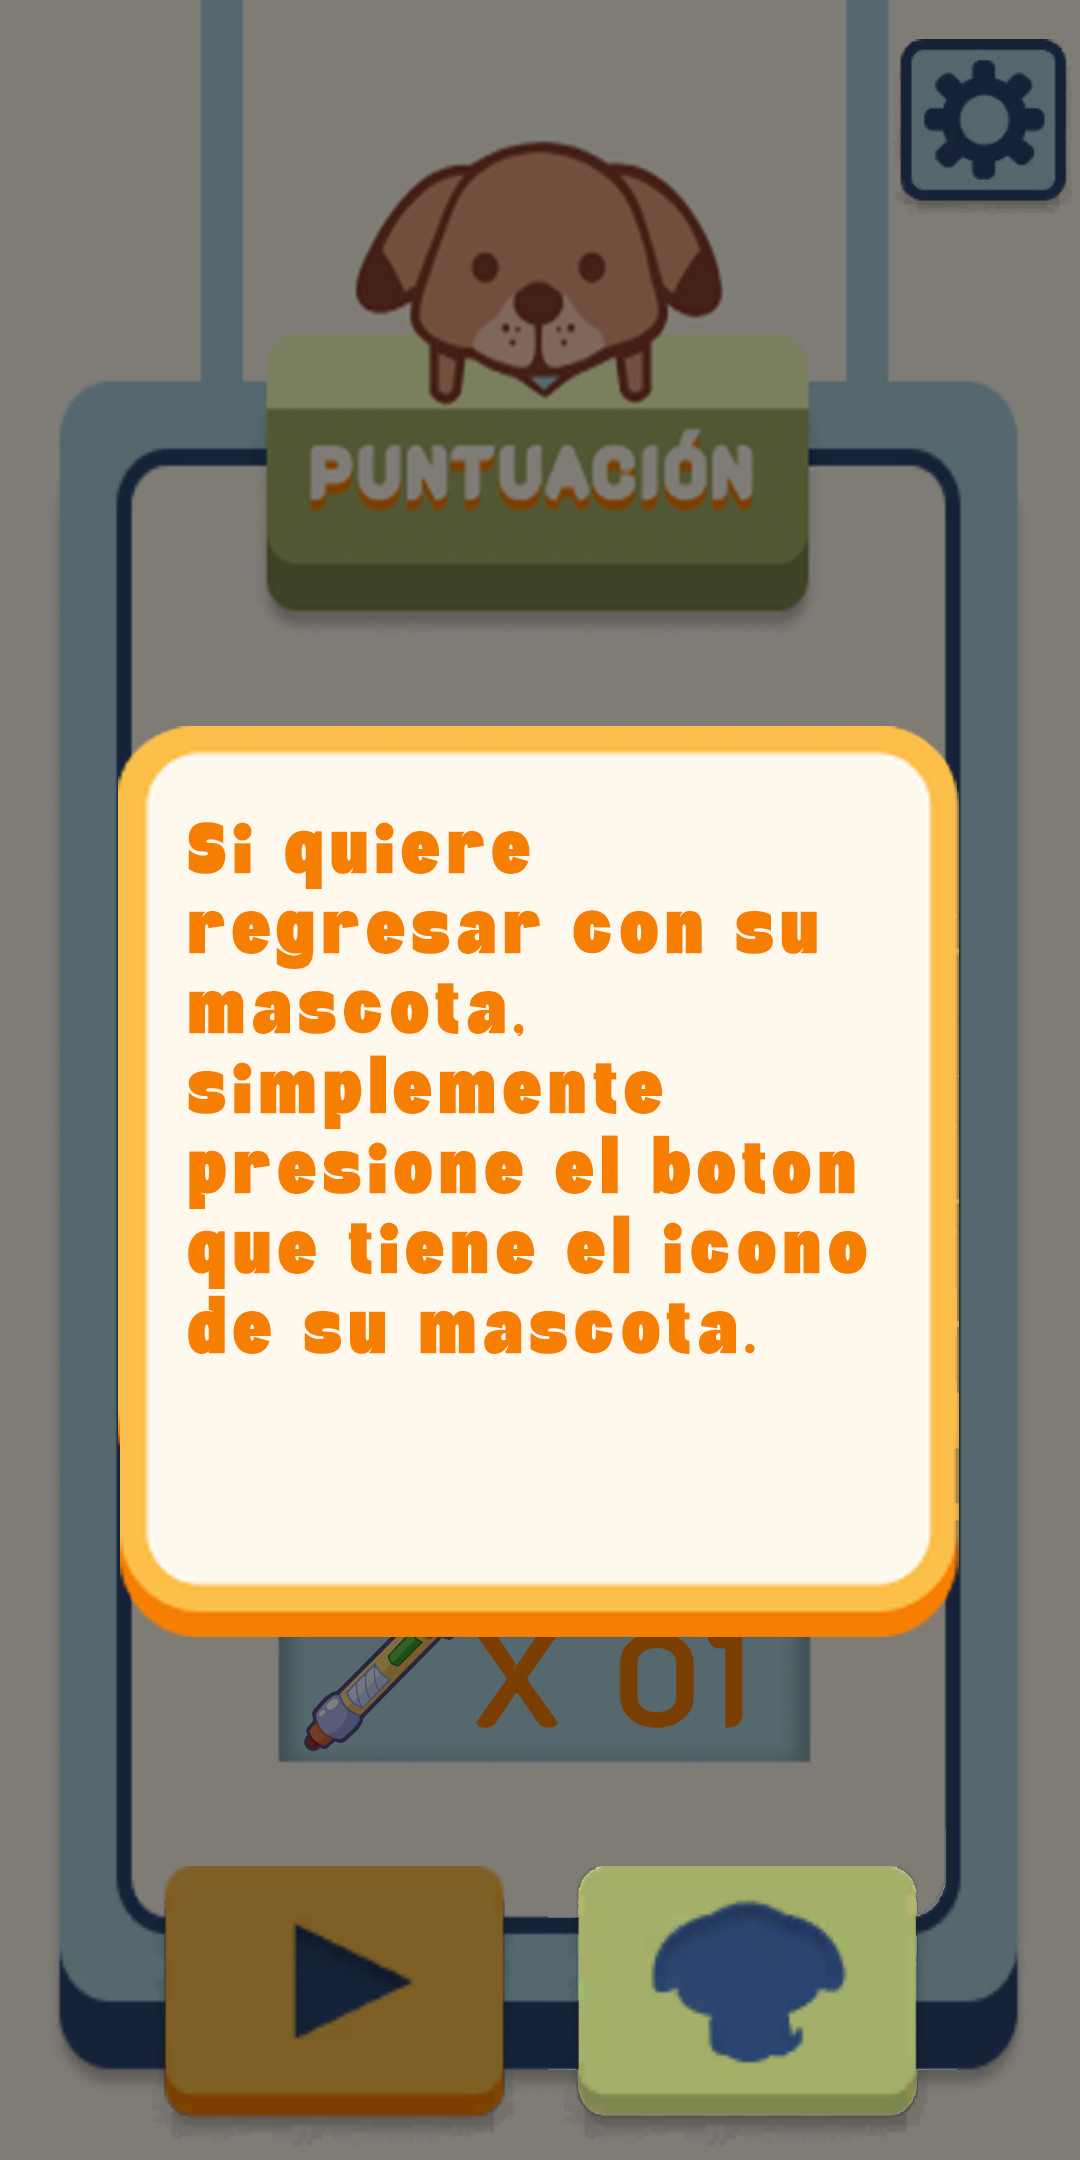 PUNTUACIÓN
Si quiere
regresar con su
mascota,
simplemente
presione el boton
que tiene el icono
de su mascota.
X 01